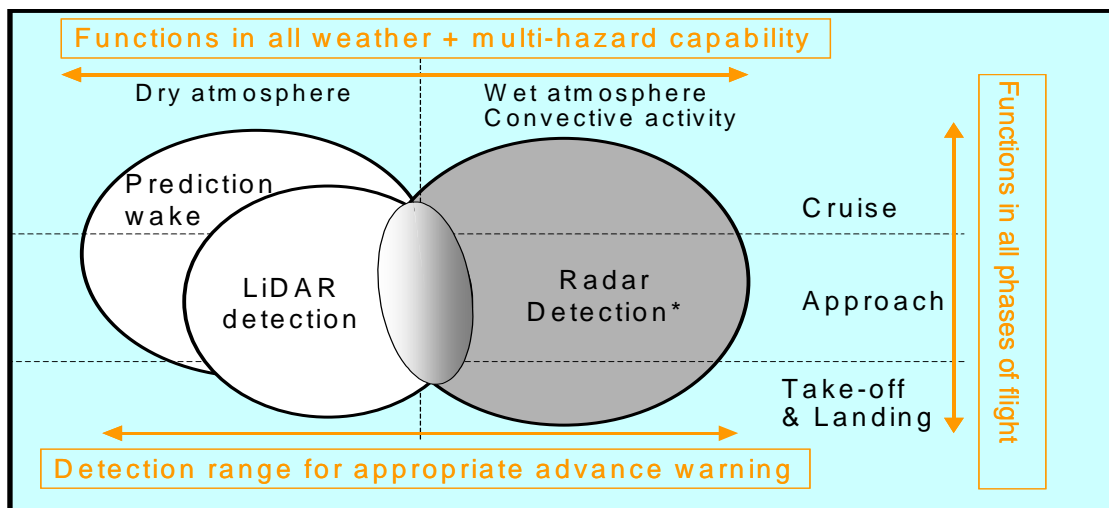 Functions in all weather + multi-hazard capability
Dry atmosphere
Wet atmosphere
Convective activity
Prediction
wake
LiDAR
detection
Radar
Detection*
Cruise
Approach
Take-off
& Landing
Functions in all phases of flight
Detection range for appropriate advance warning